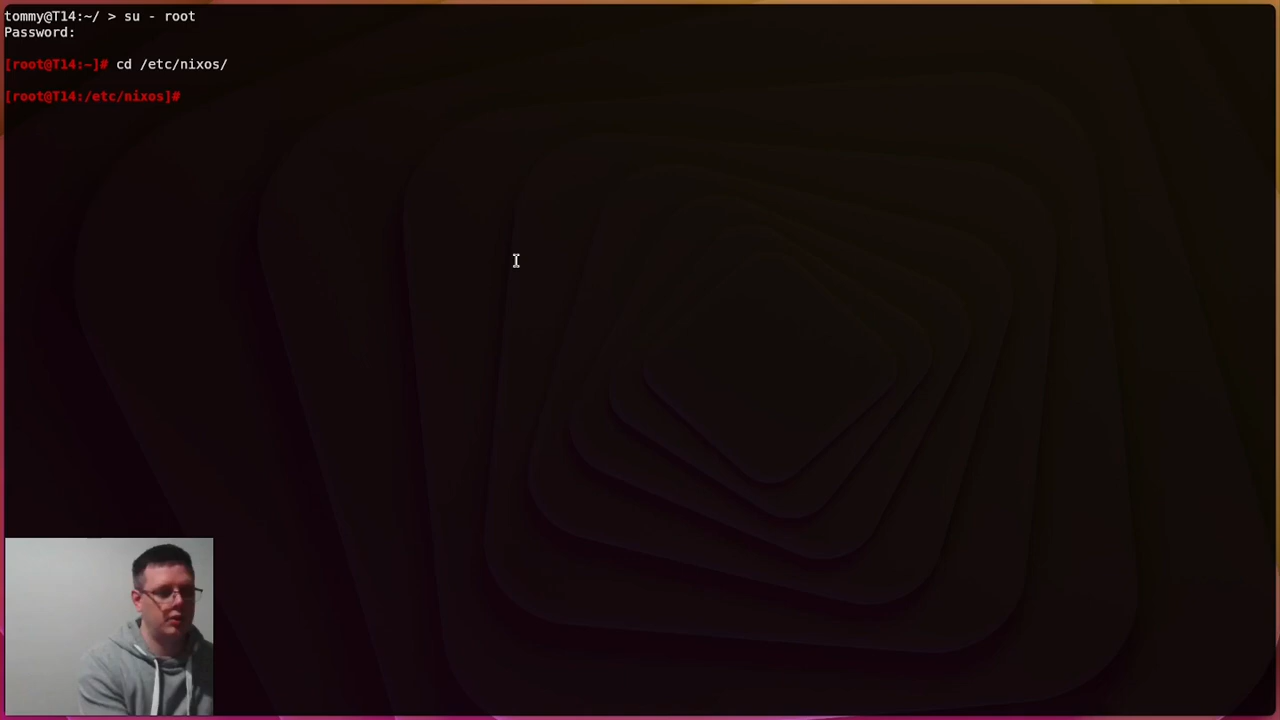 tommy@T14:~/ > su - root
Password:
[root@T14:~]# cd /etc/nixos/
[root@T14:/etc/nixos]#